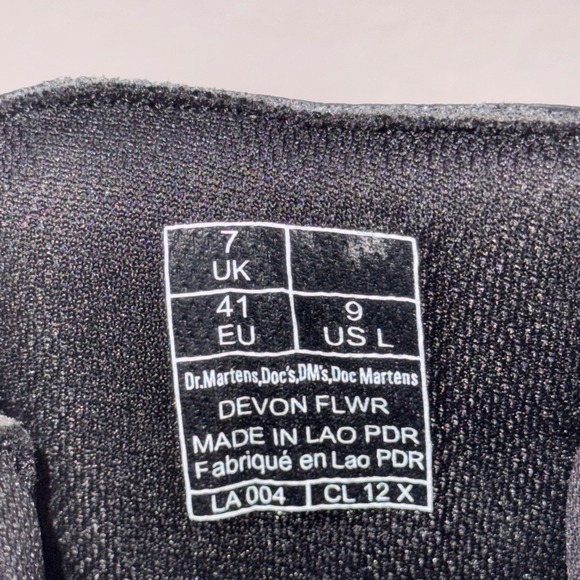 7
UK
41
EU
9
US L
Dr.Martens,Doc's,DM's,Doc Martens
DEVON FLWR
MADE IN LAO PDR
Fabriqué en Lao PDR
LA 004
CL 12 X